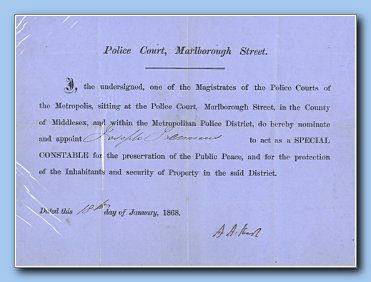 Police Court, Marlborough Street.
I, the undersigned, one of the Magistrates of the Police Courts of
the Metropolis, sitting at the Police Court, Marlborough Street, in the County
of Middlesex, and within the Metropolitan Police District, do hereby nominate
and appoint Joseph to act as a SPECIAL
CONSTABLE for the preservation of the Public Peace, and for the protection
of the Inhabitants and security of Property in the said District.
Dated this day of January, 1868.